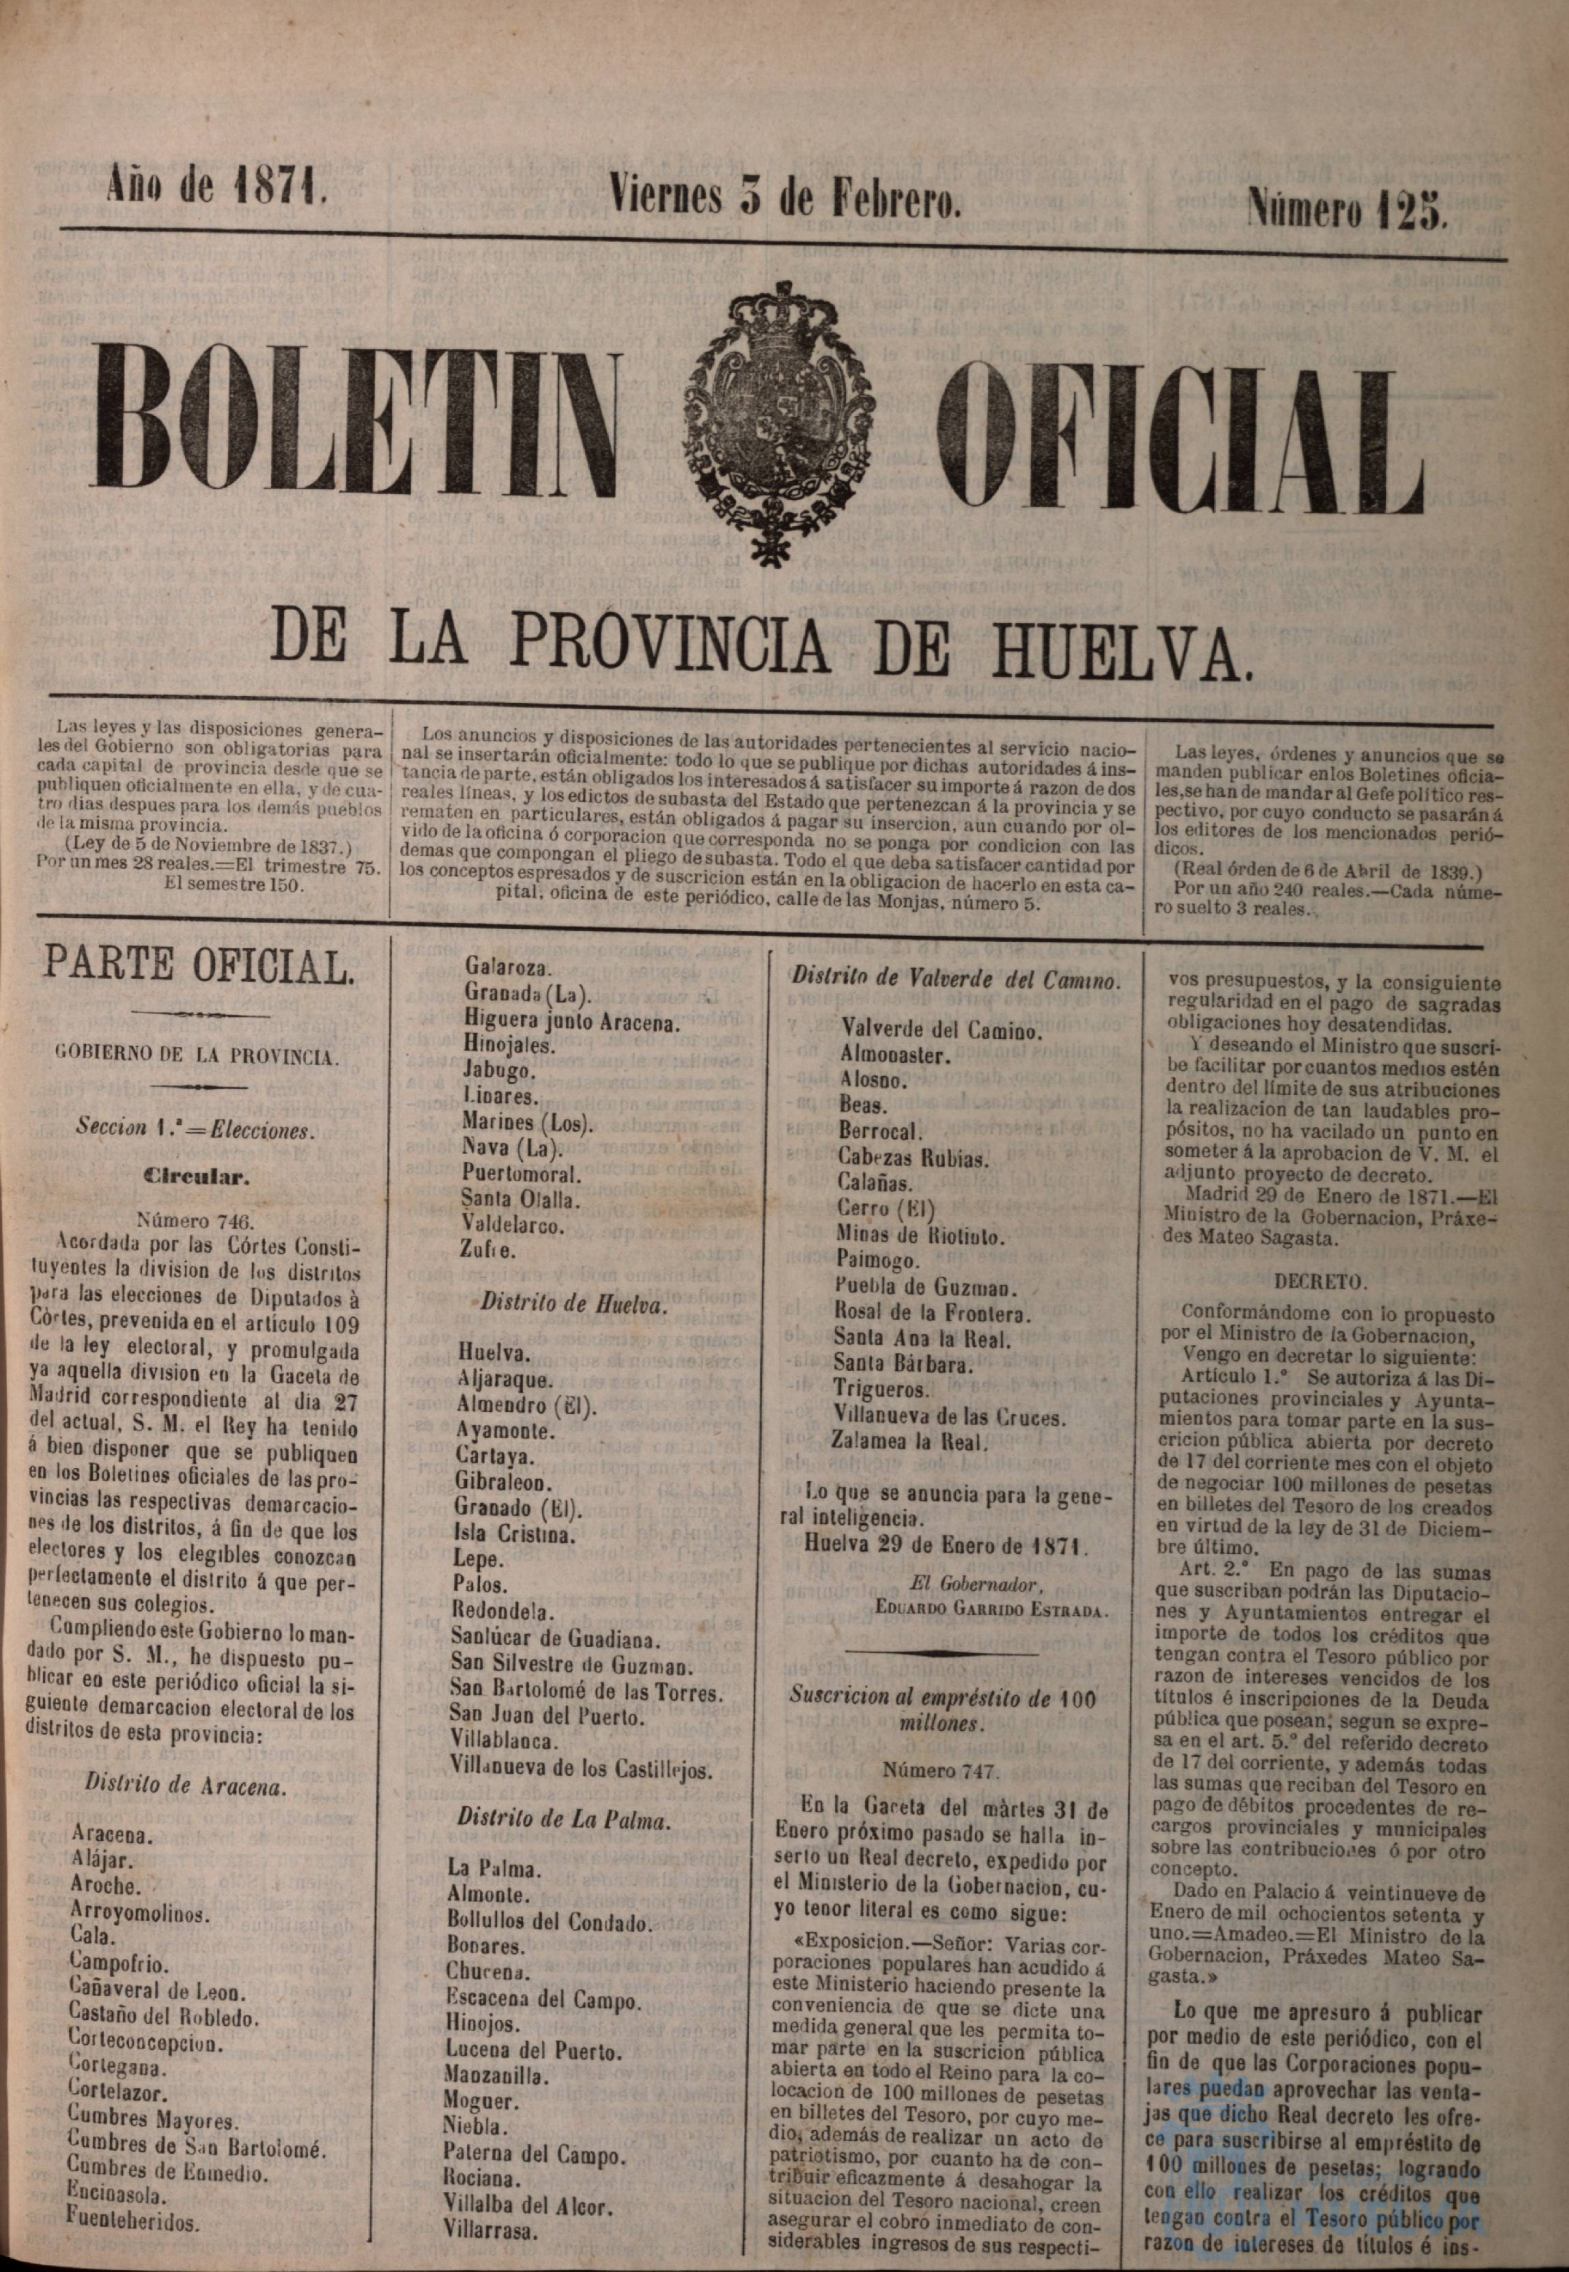 Año de 1871.
Viernes 3 de Febrero.
Número 125.
BOLETIN OFICIAL
DE LA PROVINCIA DE HUELVA.
Las leyes y las disposiciones genera-
les del Gobierno son obligatorias para
cada capital de provincia desde que se
publiquen oficialmente en ella, y de cua-
tro dias despues para los demás pueblos
de la misma provincia.
(Ley de 5 de Noviembre de 1837.)
Por un mes 28 reales.=El trimestre 75.
El semestre 150.
Los anuncios y disposiciones de las autoridades pertenecientes al servicio nacio-
nal se insertarán oficialmente: todo lo que se publique por dichas autoridades á ins-
tancia de parte, están obligados los interesados á satisfacer su importe á razon de dos
reales líneas, y los edictos de subasta del Estado que pertenezcan á la provincia y se
rematen en particulares, están obligados á pagar su insercion, aun cuando por ol-
vido de la oficina ó corporacion que corresponda no se ponga por condicion con las
demas que compongan el pliego de subasta. Todo el que deba satisfacer cantidad por
los conceptos espresados y de suscricion están en la obligacion de hacerlo en esta ca-
pital, oficina de este periódico, calle de las Monjas, número 5.
Las leyes, órdenes y anuncios que se
manden publicar en los Boletines oficia-
les, se han de mandar al Gefe político res-
pectivo, por cuyo conducto se pasarán á
los editores de los mencionados perió-
dicos.
(Real órden de 6 de Abril de 1839.)
Por un año 240 reales.—Cada núme-
ro suelto 3 reales.
PARTE OFICIAL.
GOBIERNO DE LA PROVINCIA.
Seccion 1.ª=Elecciones.
Circular.
Número 746.
Acordada por las Córtes Consti-
tuyentes la division de los distritos
para las elecciones de Diputados à
Còrtes, prevenida en el artículo 109
de la ley electoral, y promulgada
ya aquella division en la Gaceta de
Madrid correspondiente al dia 27
del actual, S. M. el Rey ha tenido
á bien disponer que se publiquen
en los Boletines oficiales de las pro-
vincias las respectivas demarcacio-
nes de los distritos, á fin de que los
electores y los elegibles conozcan
perfectamente el distrito á que per-
tenecen sus colegios.
Cumpliendo este Gobierno lo man-
dado por S. M., he dispuesto pu-
blicar en este periódico oficial la si-
guiente demarcacion electoral de los
distritos de esta provincia:
Distrito de Aracena.
Aracena.
Alájar.
Aroche.
Arroyomolinos.
Cala.
Campofrio.
Cañaveral de Leon.
Castaño del Robledo.
Corteconcepcion.
Cortegana.
Cortelazor.
Cumbres Mayores.
Cumbres de San Bartolomé.
Cumbres de Enmedio.
Encinasola.
Fuenteheridos.
Galaroza.
Granada (La).
Higuera junto Aracena.
Hinojales.
Jabugo.
Linares.
Marines (Los).
Nava (La).
Puertomoral.
Santa Olalla.
Valdelarco.
Zufre.
Distrito de Huelva.
Huelva.
Aljaraque.
Almendro (El).
Ayamonte.
Cartaya.
Gibraleon.
Granado (El).
Isla Cristina.
Lepe.
Palos.
Redondela.
Sanlúcar de Guadiana.
San Silvestre de Guzman.
San Bartolomé de las Torres.
San Juan del Puerto.
Villablanca.
Villanueva de los Castillejos.
Distrito de La Palma.
La Palma.
Almonte.
Bollullos del Condado.
Bonares.
Chucena.
Escacena del Campo.
Hinojos.
Lucena del Puerto.
Manzanilla.
Moguer.
Niebla.
Paterna del Campo.
Rociana.
Villalba del Alcor.
Villarrasa.
Distrito de Valverde del Camino.
Valverde del Camino.
Almonaster.
Alosno.
Beas.
Berrocal.
Cabezas Rubias.
Calañas.
Cerro (El)
Minas de Riotinto.
Paimogo.
Puebla de Guzman.
Rosal de la Frontera.
Santa Ana la Real.
Santa Bárbara.
Trigueros.
Villanueva de las Cruces.
Zalamea la Real.
Lo que se anuncia para la gene-
ral inteligencia.
Huelva 29 de Enero de 1871.
El Gobernador,
EDUARDO GARRIDO ESTRADA.
Suscricion al empréstito de 100
millones.
Número 747.
En la Gaceta del màrtes 31 de
Enero próximo pasado se halla in-
serto un Real decreto, expedido por
el Ministerio de la Gobernacion, cu-
yo tenor literal es como sigue:
«Exposicion.—Señor: Varias cor-
poraciones populares han acudido á
este Ministerio haciendo presente la
conveniencia de que se dicte una
medida general que les permita to-
mar parte en la suscricion pública
abierta en todo el Reino para la co-
locacion de 100 millones de pesetas
en billetes del Tesoro, por cuyo me-
dio, además de realizar un acto de
patriotismo, por cuanto ha de con-
tribuir eficazmente á desahogar la
situacion del Tesoro nacional, creen
asegurar el cobro inmediato de con-
siderables ingresos de sus respecti-
vos presupuestos, y la consiguiente
regularidad en el pago de sagradas
obligaciones hoy desatendidas.
Y deseando el Ministro que suscri-
be facilitar por cuantos medios estén
dentro del límite de sus atribuciones
la realizacion de tan laudables pro-
pósitos, no ha vacilado un punto en
someter á la aprobacion de V. M. el
adjunto proyecto de decreto.
Madrid 29 de Enero de 1871.—El
Ministro de la Gobernacion, Práxe-
des Mateo Sagasta.
DECRETO.
Conformándome con lo propuesto
por el Ministro de la Gobernacion,
Vengo en decretar lo siguiente:
Artículo 1.º Se autoriza á las Di-
putaciones provinciales y Ayunta-
mientos para tomar parte en la sus-
cricion pública abierta por decreto
de 17 del corriente mes con el objeto
de negociar 100 millones de pesetas
en billetes del Tesoro de los creados
en virtud de la ley de 31 de Diciem-
bre último.
Art. 2.º En pago de las sumas
que suscriban podrán las Diputacio-
nes y Ayuntamientos entregar el
importe de todos los créditos que
tengan contra el Tesoro público por
razon de intereses vencidos de los
títulos é inscripciones de la Deuda
pública que posean; segun se expre-
sa en el art. 5.º del referido decreto
de 17 del corriente, y además todas
las sumas que reciban del Tesoro en
pago de débitos procedentes de re-
cargos provinciales y municipales
sobre las contribuciones ó por otro
concepto.
Dado en Palacio á veintinueve de
Enero de mil ochocientos setenta y
uno.=Amadeo.=El Ministro de la
Gobernacion, Práxedes Mateo Sa-
gasta.»
Lo que me apresuro á publicar
por medio de este periódico, con el
fin de que las Corporaciones popu-
lares puedan aprovechar las venta-
jas que dicho Real decreto les ofre-
ce para suscribirse al empréstito de
100 millones de pesetas; logrando
con ello realizar los créditos que
tengan contra el Tesoro público por
razon de intereses de títulos é ins-